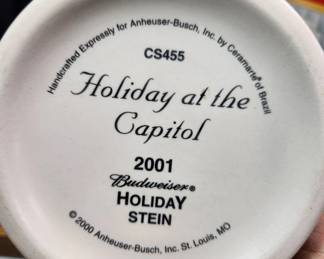 Handcrafted Expressly for Anheuser-Busch, Inc. by Ceramarte® of Brazil
CS455
Holiday at the
Capitol
2001
Budweiser®
HOLIDAY
STEIN
© 2000 Anheuser-Busch, Inc. St. Louis, MO